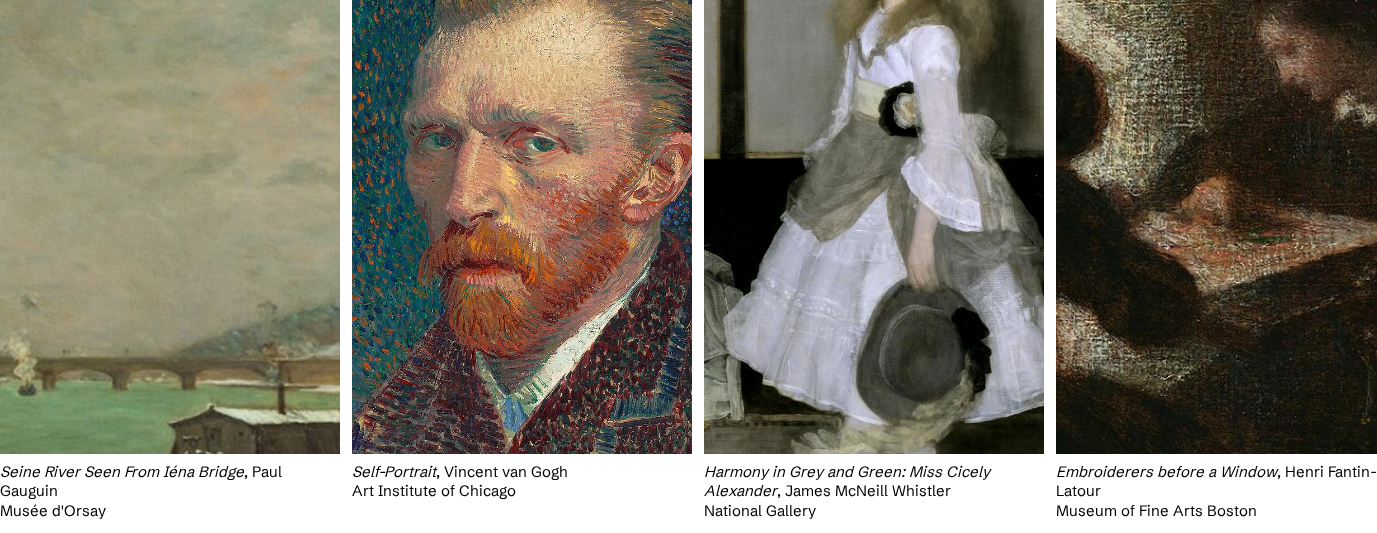 Seine River Seen From Iéna Bridge, Paul
Gauguin
Musée d'Orsay
Self-Portrait, Vincent van Gogh
Art Institute of Chicago
Harmony in Grey and Green: Miss Cicely
Alexander, James McNeill Whistler
National Gallery
Embroiderers before a Window, Henri Fantin-
Latour
Museum of Fine Arts Boston